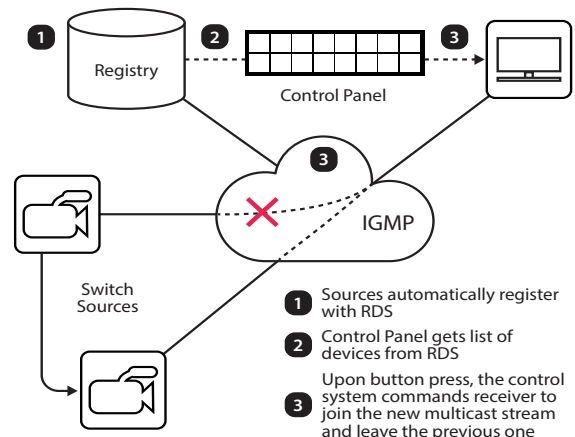 1
2
3
Registry
Control Panel
3
IGMP
Switch
Sources
1 Sources automatically register
with RDS
2 Control Panel gets list of
devices from RDS
3 Upon button press, the control
system commands receiver to
join the new multicast stream
and leave the previous one